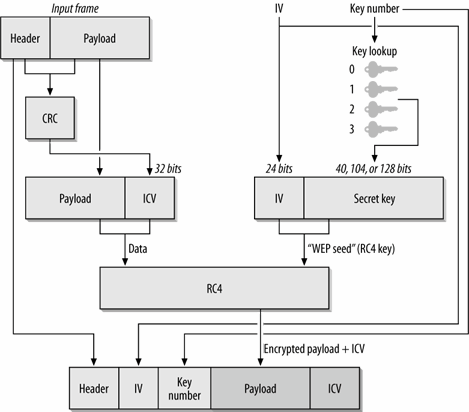 Input frame
IV
Key number
Header
Payload
Key lookup
0
1
2
3
CRC
32 bits
24 bits
40, 104, or 128 bits
Payload
ICV
IV
Secret key
Data
"WEP seed" (RC4 key)
RC4
Encrypted payload + ICV
Header
IV
Key
number
Payload
ICV